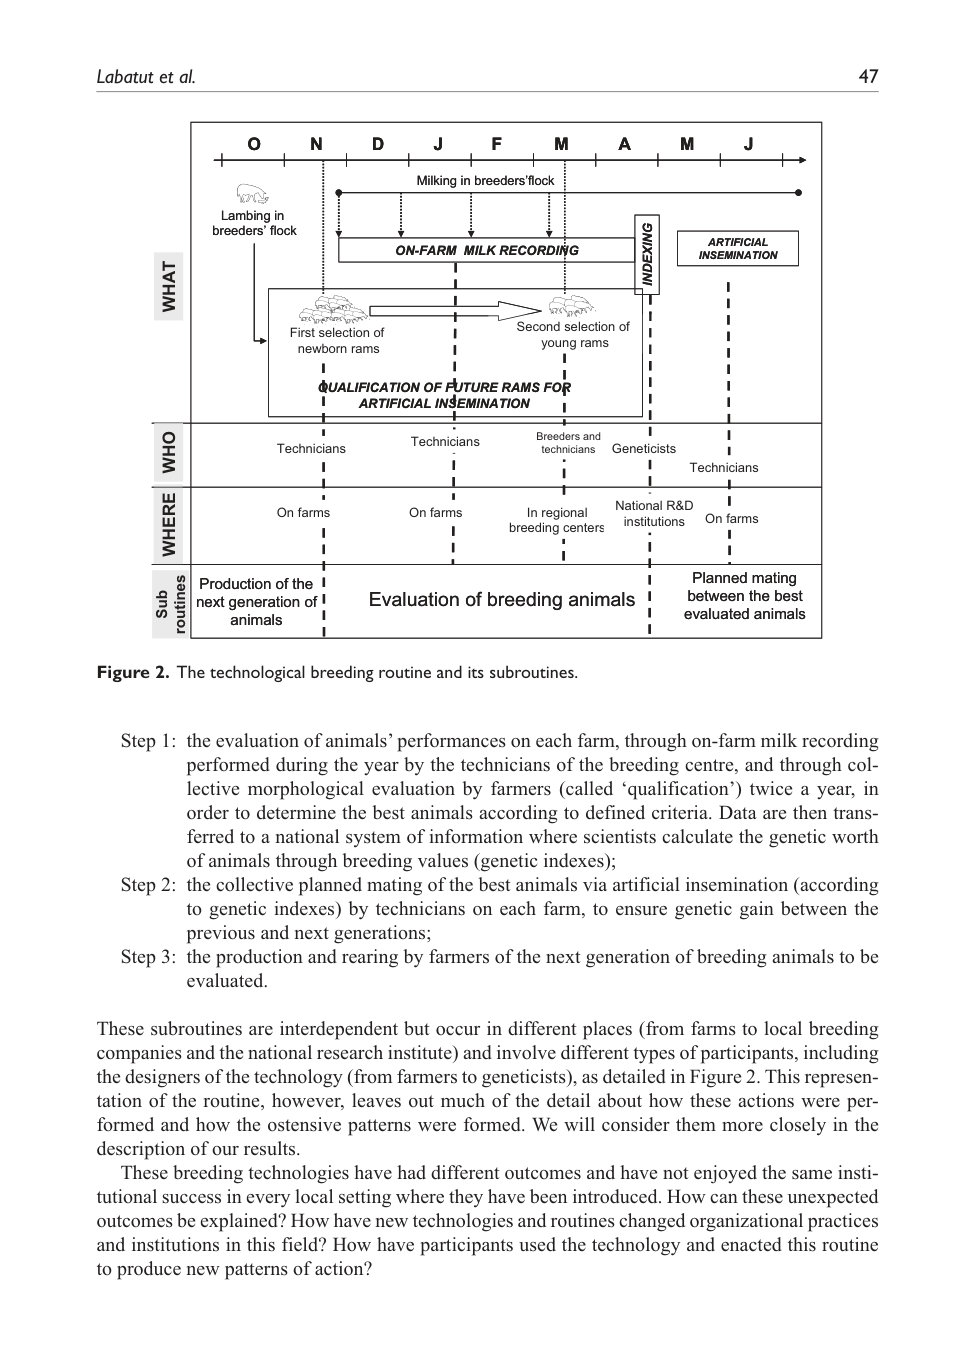 Labatut et al. 47
O N D J F M A M J
Milking in breeders'flock
Lambing in
breeders' flock
ON-FARM MILK RECORDING
INDEXING
ARTIFICIAL
INSEMINATION
WHAT
First selection of
newborn rams
Second selection of
young rams
QUALIFICATION OF FUTURE RAMS FOR
ARTIFICIAL INSEMINATION
WHO
Technicians
Technicians
Breeders and
technicians
Geneticists
Technicians
WHERE
On farms
On farms
In regional
breeding centers
National R&D
institutions
On farms
Sub
routines
Production of the
next generation of
animals
Evaluation of breeding animals
Planned mating
between the best
evaluated animals
Figure 2. The technological breeding routine and its subroutines.
Step 1: the evaluation of animals' performances on each farm, through on-farm milk recording
performed during the year by the technicians of the breeding centre, and through col-
lective morphological evaluation by farmers (called 'qualification') twice a year, in
order to determine the best animals according to defined criteria. Data are then trans-
ferred to a national system of information where scientists calculate the genetic worth
of animals through breeding values (genetic indexes);
Step 2: the collective planned mating of the best animals via artificial insemination (according
to genetic indexes) by technicians on each farm, to ensure genetic gain between the
previous and next generations;
Step 3: the production and rearing by farmers of the next generation of breeding animals to be
evaluated.
These subroutines are interdependent but occur in different places (from farms to local breeding
companies and the national research institute) and involve different types of participants, including
the designers of the technology (from farmers to geneticists), as detailed in Figure 2. This represen-
tation of the routine, however, leaves out much of the detail about how these actions were per-
formed and how the ostensive patterns were formed. We will consider them more closely in the
description of our results.
These breeding technologies have had different outcomes and have not enjoyed the same insti-
tutional success in every local setting where they have been introduced. How can these unexpected
outcomes be explained? How have new technologies and routines changed organizational practices
and institutions in this field? How have participants used the technology and enacted this routine
to produce new patterns of action?